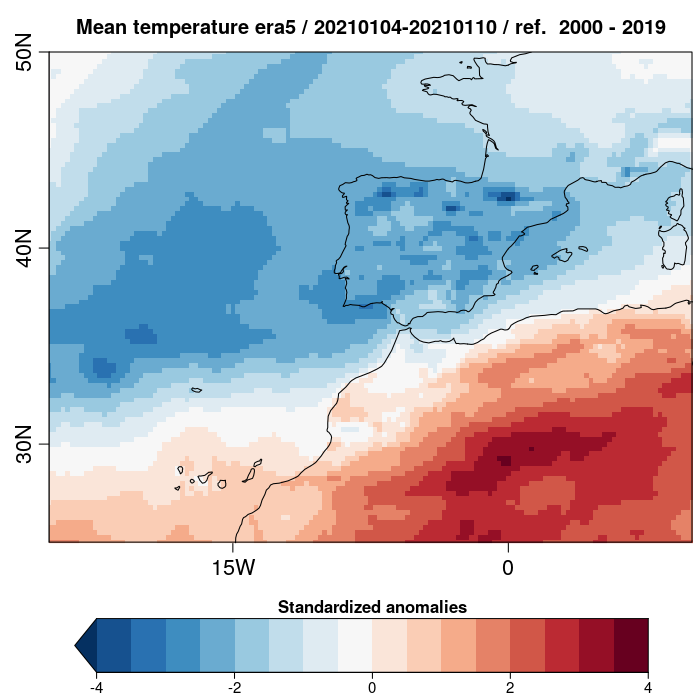 Mean temperature era5 / 20210104-20210110 / ref.  2000 - 2019
50N
40N
30N
15W
0
Standardized anomalies
-4
-2
0
2
4